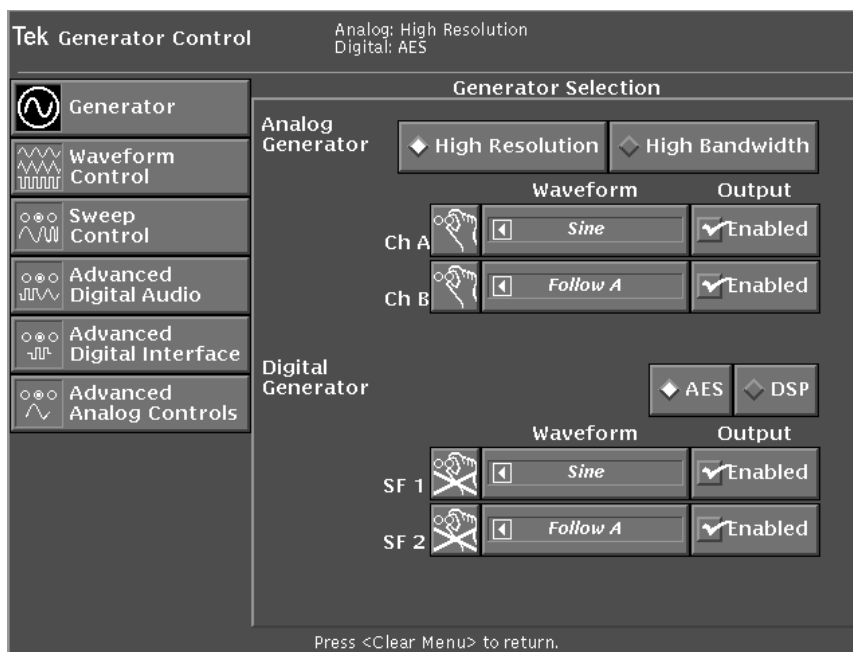 Tek Generator Control
Analog: High Resolution
Digital: AES
Generator
Waveform
Control
Sweep
Control
Advanced
Digital Audio
Advanced
Digital Interface
Advanced
Analog Controls
Generator Selection
Analog
Generator
High Resolution
High Bandwidth
Waveform Output
Ch A Sine Enabled
Ch B Follow A Enabled
Digital
Generator
AES
DSP
Waveform Output
SF 1 Sine Enabled
SF 2 Follow A Enabled
Press <Clear Menu> to return.